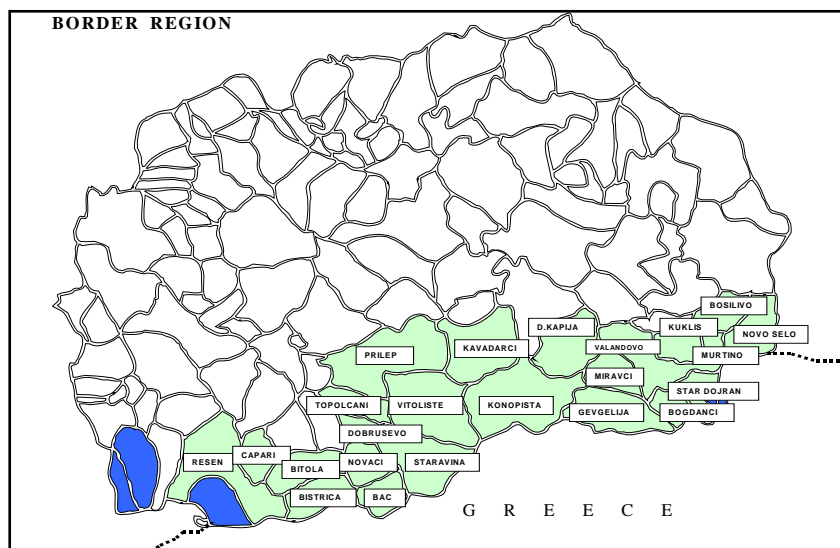 BORDER REGION
BOSILIVO
D.KAPIJA
KUKLIS
NOVO SELO
KAVADARCI
VALANDOVO
PRILEP
MURTINO
MIRAVCI
STAR DOJRAN
TOPOLCANI
VITOLISTE
KONOPISTA
GEVGELIJA
BOGDANCI
DOBRUSEVO
CAPARI
RESEN
BITOLA
NOVACI
STARAVINA
BISTRICA
BAC
G R E E C E